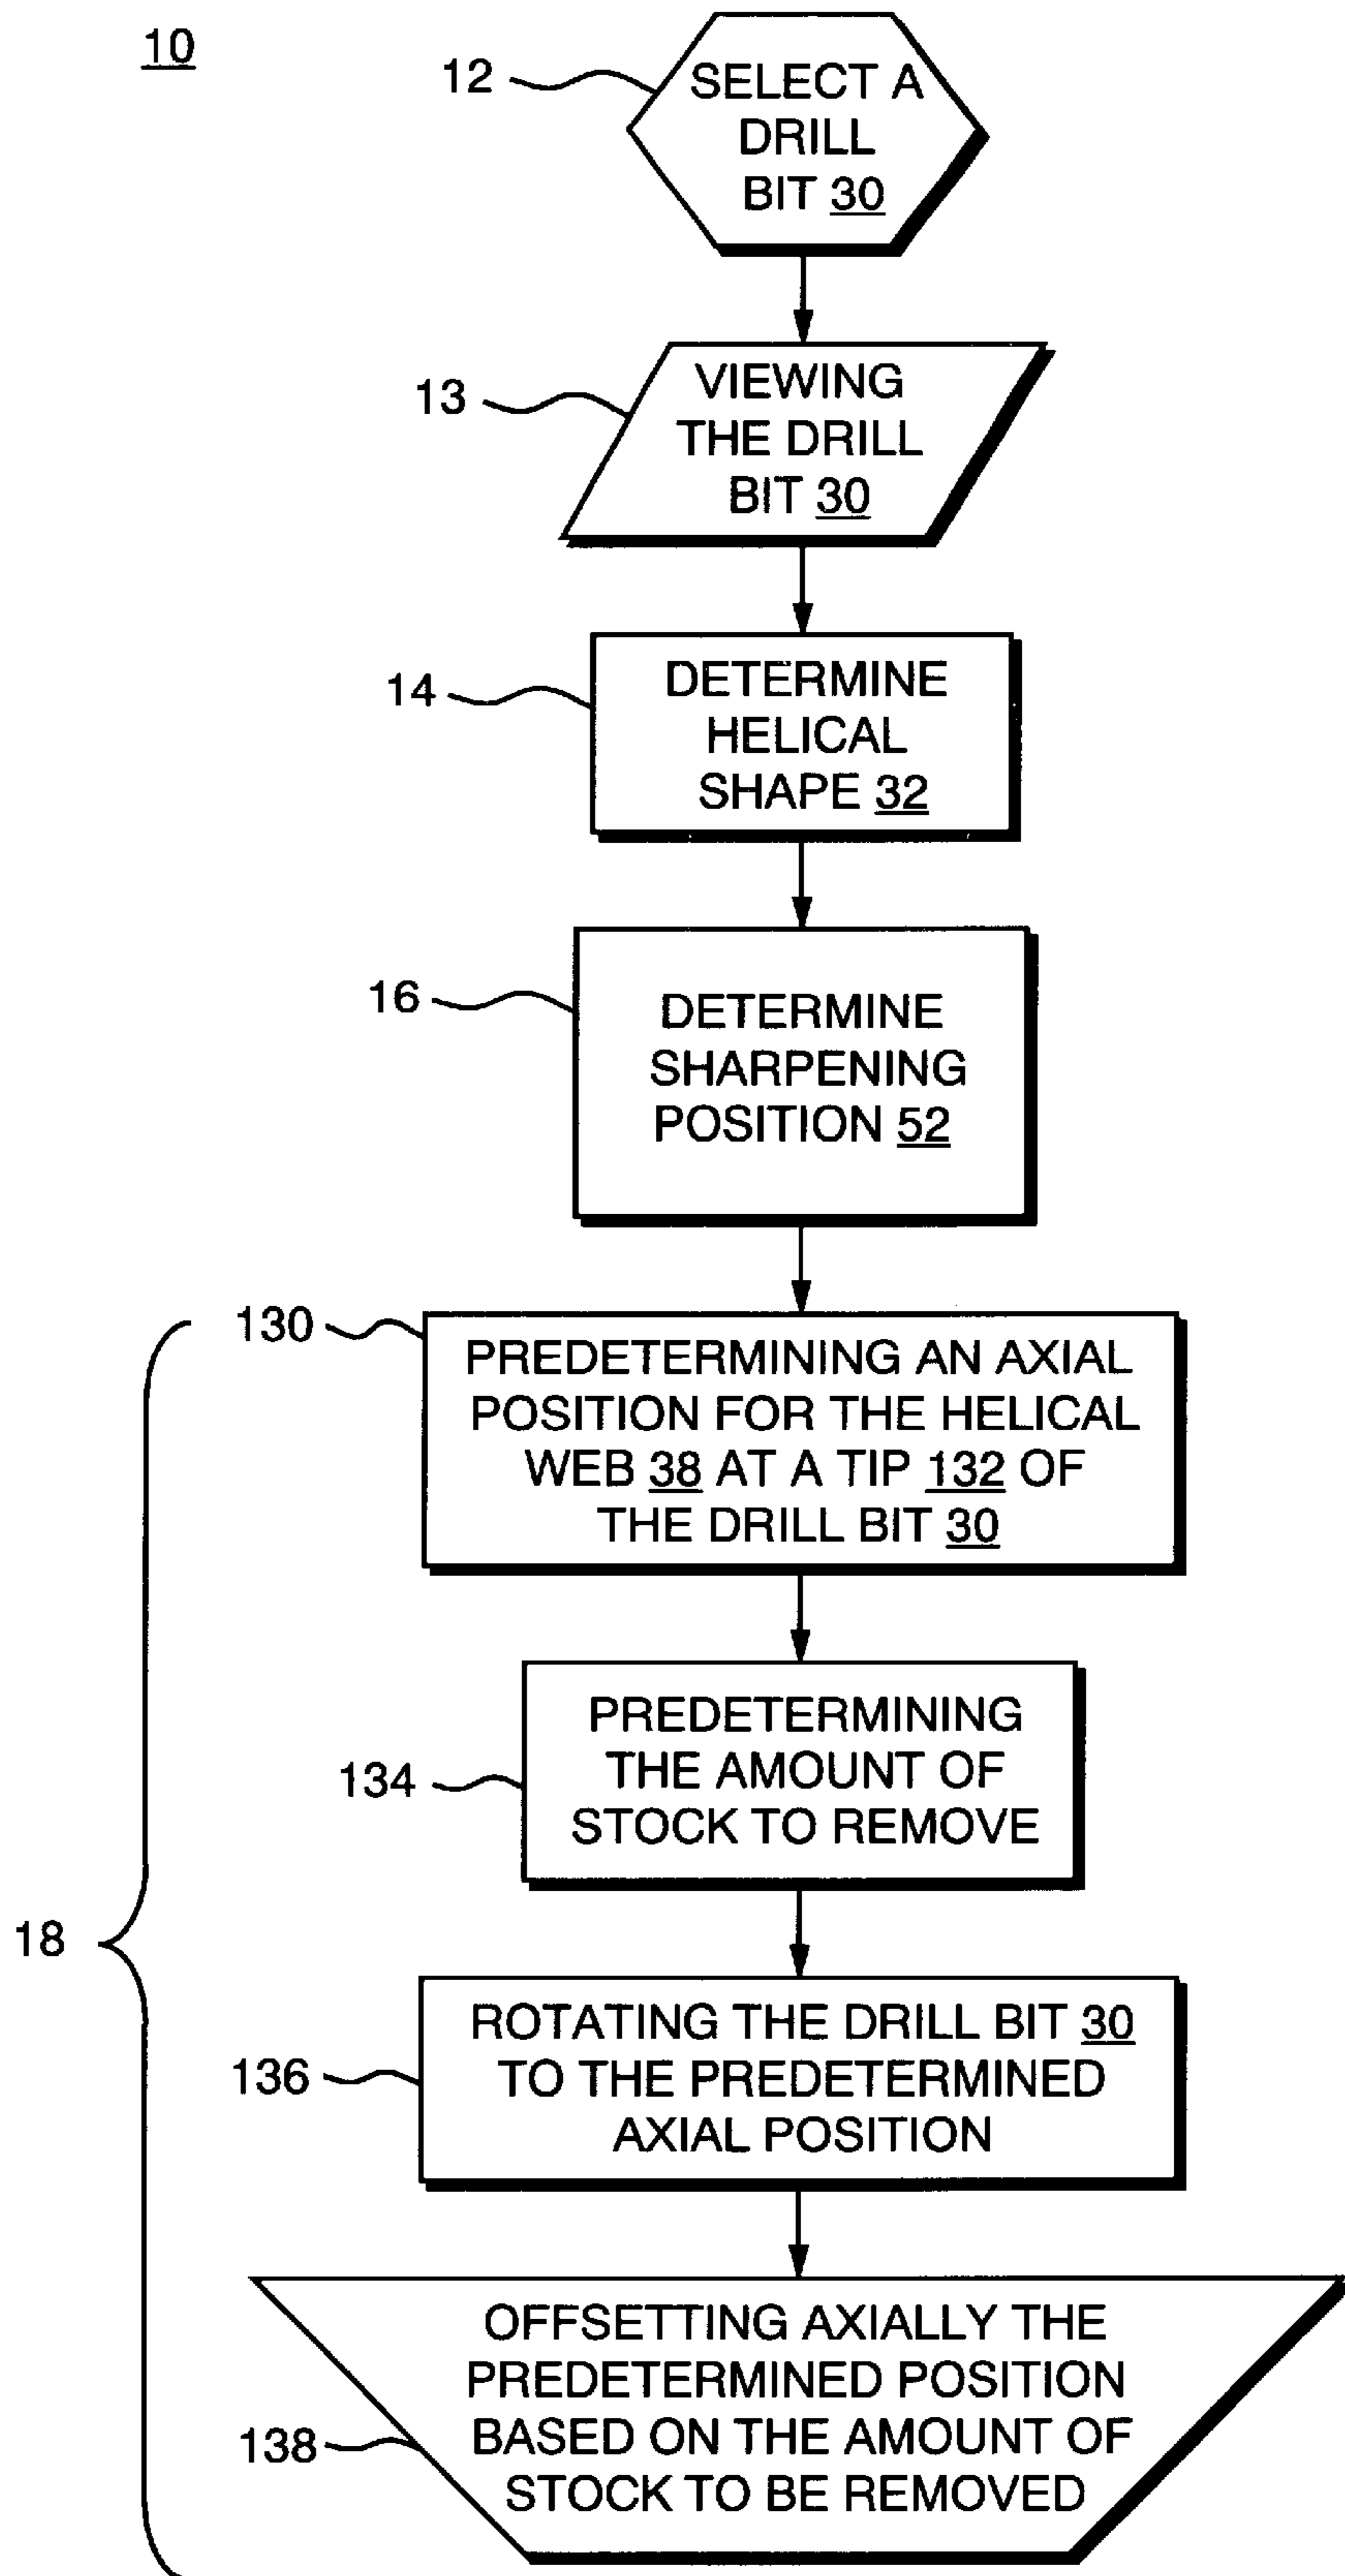 10
12
SELECT A
DRILL
BIT 30
13
VIEWING
THE DRILL
BIT 30
14
DETERMINE
HELICAL
SHAPE 32
16
DETERMINE
SHARPENING
POSITION 52
130
PREDETERMINING AN AXIAL
POSITION FOR THE HELICAL
WEB 38 AT A TIP 132 OF
THE DRILL BIT 30
134
PREDETERMINING
THE AMOUNT OF
STOCK TO REMOVE
18
136
ROTATING THE DRILL BIT 30
TO THE PREDETERMINED
AXIAL POSITION
138
OFFSETTING AXIALLY THE
PREDETERMINED POSITION
BASED ON THE AMOUNT OF
STOCK TO BE REMOVED